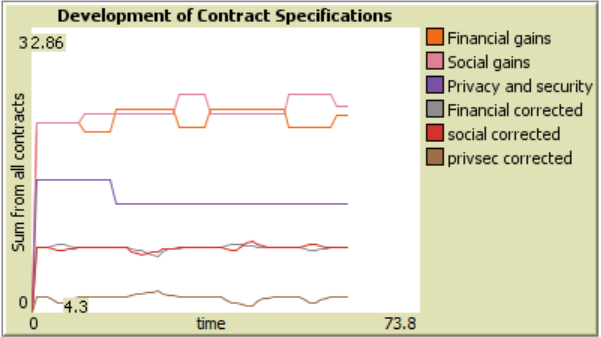 Development of Contract Specifications
32.86
Sum from all contracts
0
4.3
0
time
73.8
Financial gains
Social gains
Privacy and security
Financial corrected
social corrected
privsec corrected